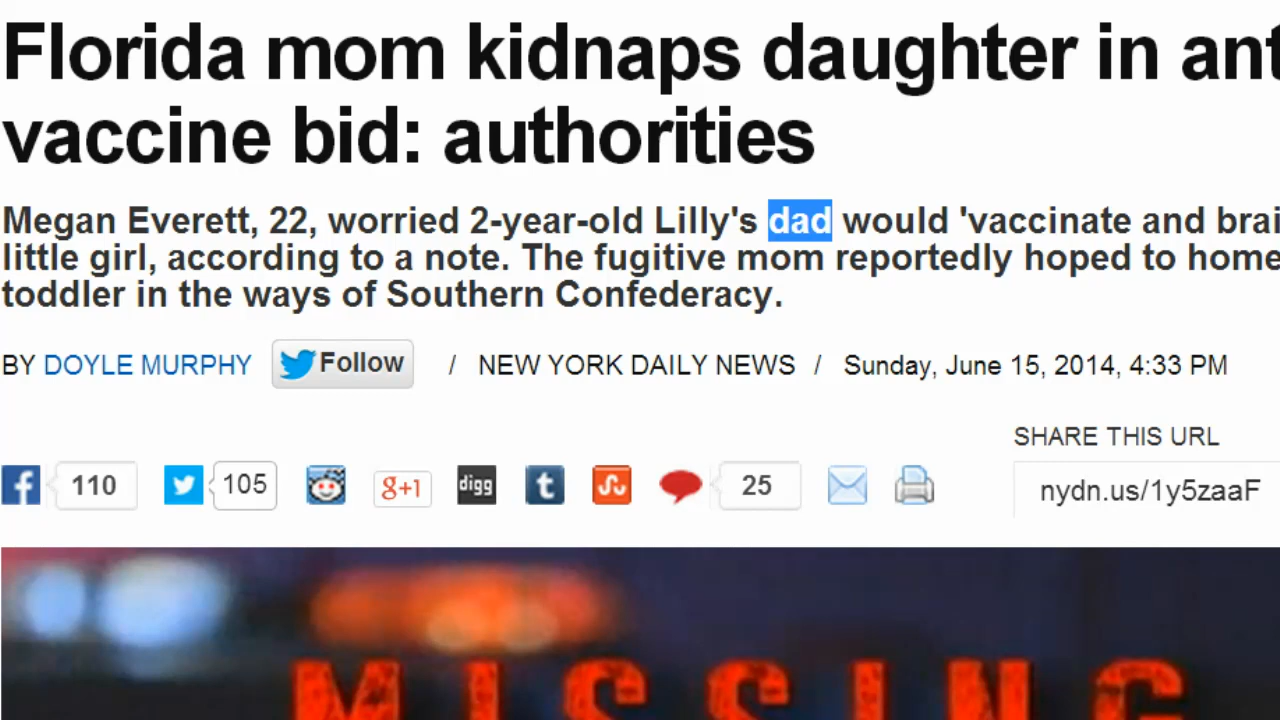 Florida mom kidnaps daughter in ant
vaccine bid: authorities
Megan Everett, 22, worried 2-year-old Lilly's dad would 'vaccinate and brai
little girl, according to a note. The fugitive mom reportedly hoped to home
toddler in the ways of Southern Confederacy.
BY DOYLE MURPHY Follow / NEW YORK DAILY NEWS / Sunday, June 15, 2014, 4:33 PM
SHARE THIS URL
f 110 105 g+1 digg t 25 nydn.us/1y5zaaF
MISSING